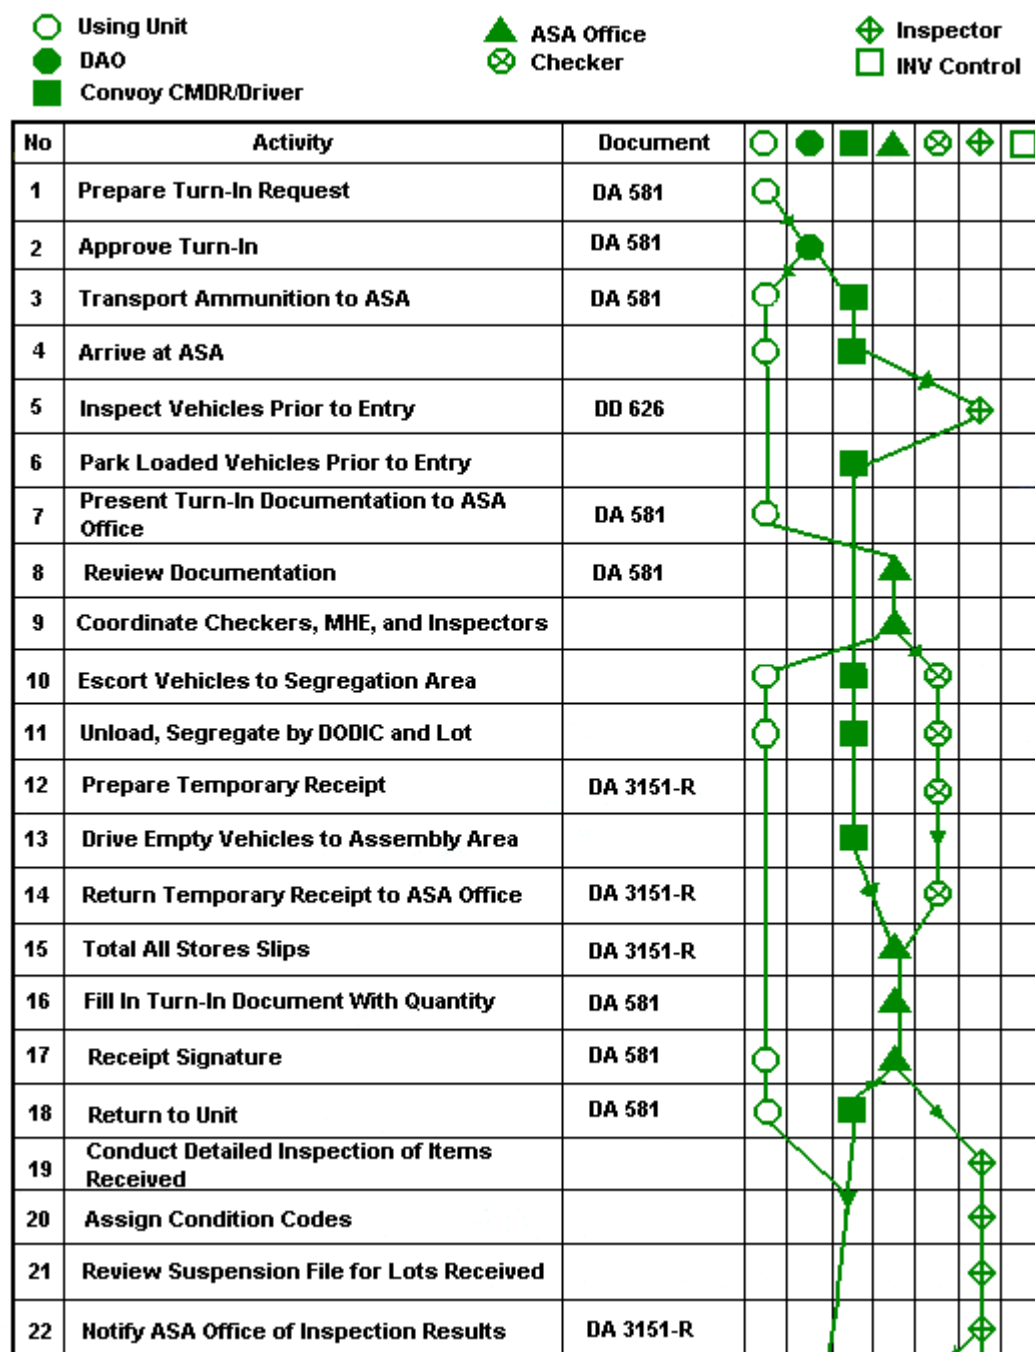 Using Unit
DAO
Convoy CMDR/Driver
ASA Office
Checker
Inspector
INV Control
No Activity Document
1 Prepare Turn-In Request DA 581
2 Approve Turn-In DA 581
3 Transport Ammunition to ASA DA 581
4 Arrive at ASA
5 Inspect Vehicles Prior to Entry DD 626
6 Park Loaded Vehicles Prior to Entry
7 Present Turn-In Documentation to ASA
Office DA 581
8 Review Documentation DA 581
9 Coordinate Checkers, MHE, and Inspectors
10 Escort Vehicles to Segregation Area
11 Unload, Segregate by DODIC and Lot
12 Prepare Temporary Receipt DA 3151-R
13 Drive Empty Vehicles to Assembly Area
14 Return Temporary Receipt to ASA Office DA 3151-R
15 Total All Stores Slips DA 3151-R
16 Fill In Turn-In Document With Quantity DA 581
17 Receipt Signature DA 581
18 Return to Unit DA 581
19 Conduct Detailed Inspection of Items
Received
20 Assign Condition Codes
21 Review Suspension File for Lots Received
22 Notify ASA Office of Inspection Results DA 3151-R